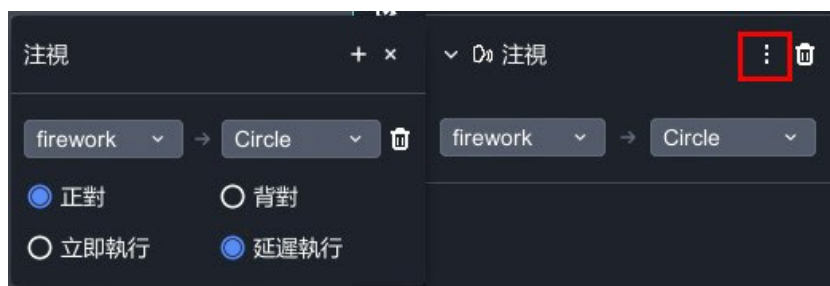 注視
firework → Circle
正對 背對
立即執行 延遲執行
注視
firework → Circle